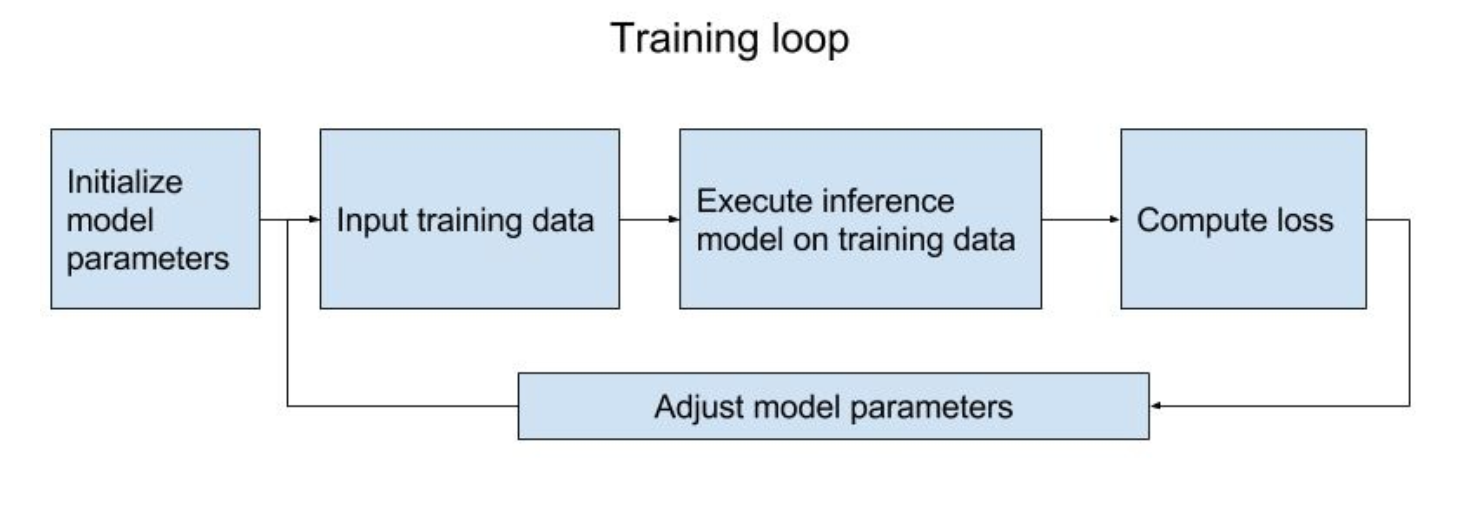 Training loop
Initialize
model
parameters
Input training data
Execute inference
model on training data
Compute loss
Adjust model parameters